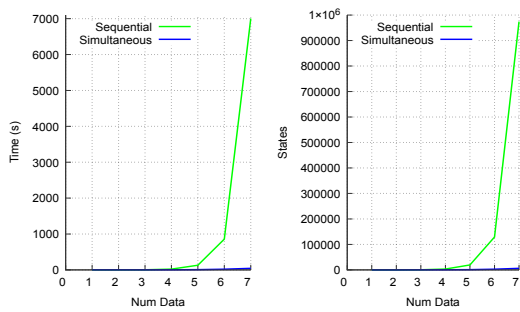 7000
6000
5000
4000
3000
2000
1000
0
Time (s)
0 1 2 3 4 5 6 7
Num Data
Sequential
Simultaneous
1×10⁶
900000
800000
700000
600000
500000
400000
300000
200000
100000
0
States
0 1 2 3 4 5 6 7
Num Data
Sequential
Simultaneous